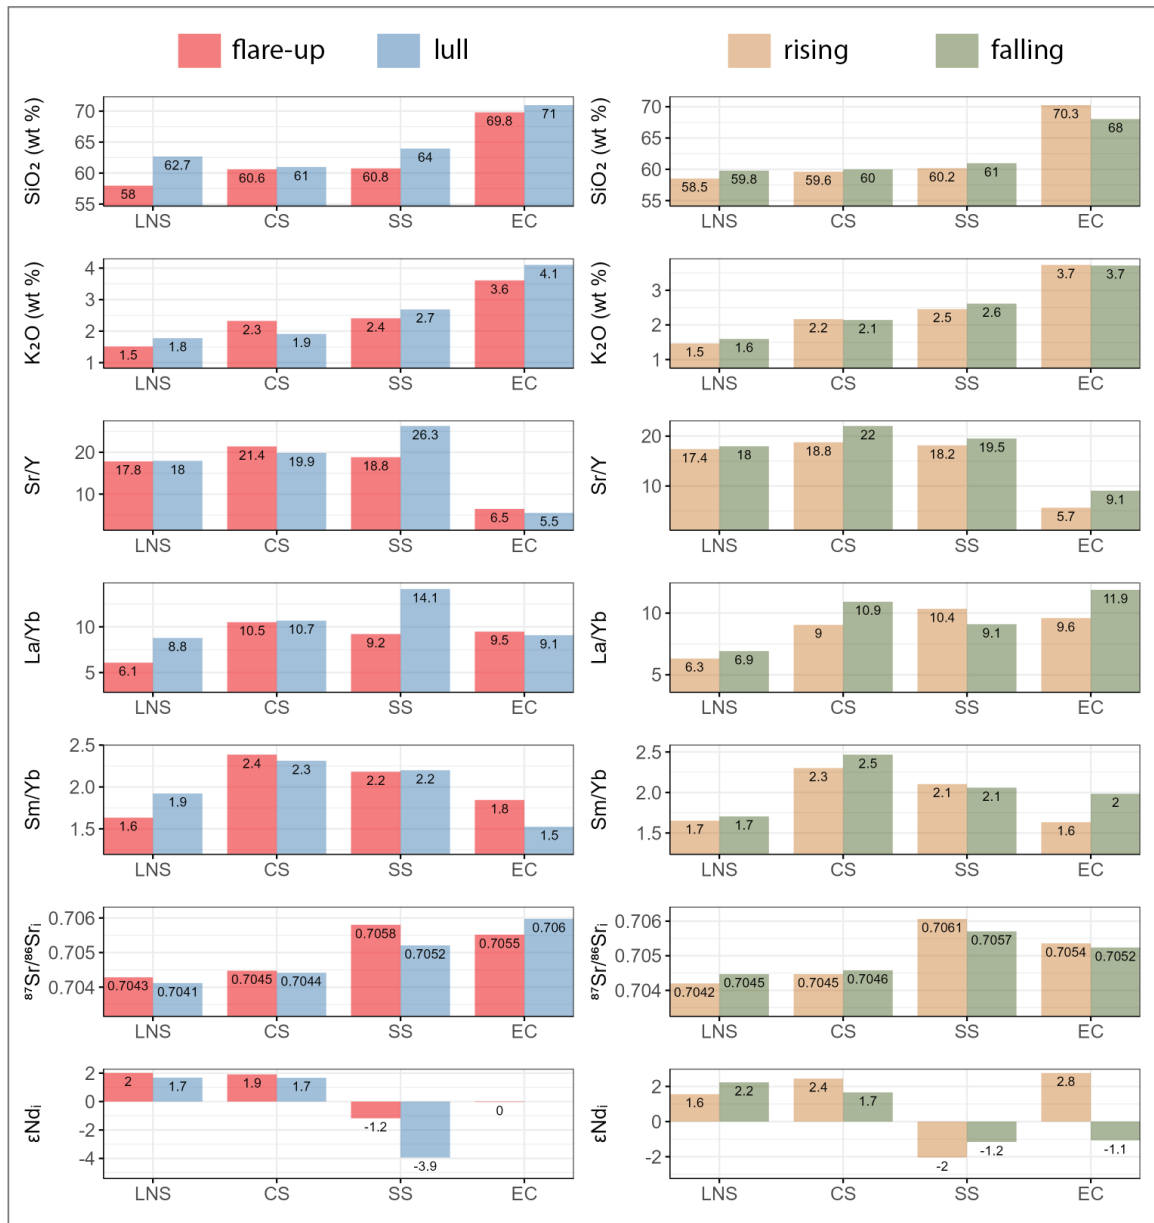 flare-up lull rising falling
SiO₂ (wt %)
70
65
60
55
58 62.7 60.6 61 60.8 64 69.8 71
LNS CS SS EC
SiO₂ (wt %)
70
65
60
55
58.5 59.8 59.6 60 60.2 61 70.3 68
LNS CS SS EC
K₂O (wt %)
4
3
2
1
1.5 1.8 2.3 1.9 2.4 2.7 3.6 4.1
LNS CS SS EC
K₂O (wt %)
3
2
1
1.5 1.6 2.2 2.1 2.5 2.6 3.7 3.7
LNS CS SS EC
Sr/Y
20
10
17.8 18 21.4 19.9 18.8 26.3 6.5 5.5
LNS CS SS EC
Sr/Y
20
10
17.4 18 18.8 22 18.2 19.5 5.7 9.1
LNS CS SS EC
La/Yb
10
5
6.1 8.8 10.5 10.7 9.2 14.1 9.5 9.1
LNS CS SS EC
La/Yb
10
5
6.3 6.9 9 10.9 10.4 9.1 9.6 11.9
LNS CS SS EC
Sm/Yb
2.5
2.0
1.5
1.6 1.9 2.4 2.3 2.2 2.2 1.8 1.5
LNS CS SS EC
Sm/Yb
2.5
2.0
1.5
1.7 1.7 2.3 2.5 2.1 2.1 1.6 2
LNS CS SS EC
⁸⁷Sr/⁸⁶Srᵢ
0.706
0.705
0.704
0.7043 0.7041 0.7045 0.7044 0.7058 0.7052 0.7055 0.706
LNS CS SS EC
⁸⁷Sr/⁸⁶Srᵢ
0.706
0.705
0.704
0.7042 0.7045 0.7045 0.7046 0.7061 0.7057 0.7054 0.7052
LNS CS SS EC
εNdᵢ
2
0
-2
-4
2 1.7 1.9 1.7 -1.2 -3.9 0
LNS CS SS EC
εNdᵢ
2
0
-2
1.6 2.2 2.4 1.7 -2 -1.2 2.8 -1.1
LNS CS SS EC